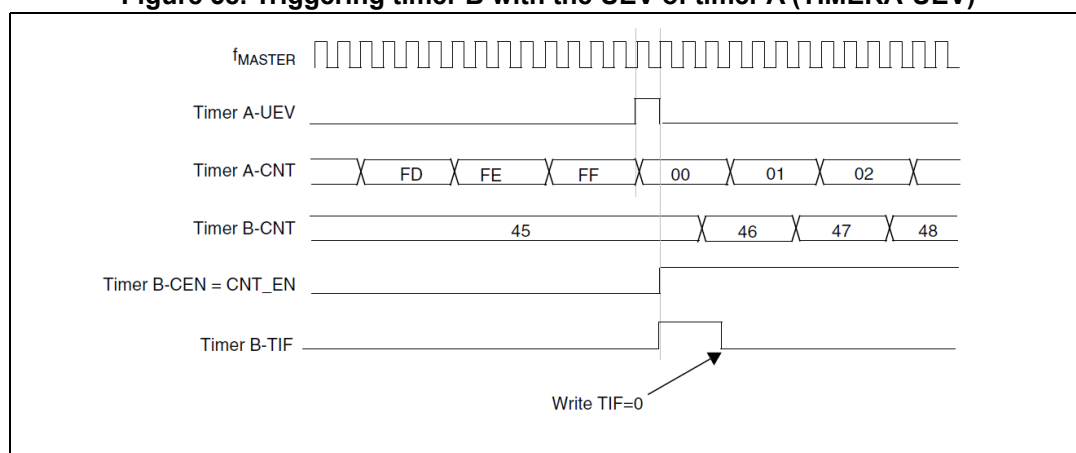 Figure 58. Triggering timer B with the UEV of timer A (TIMERA-UEV)
fMASTER
Timer A-UEV
Timer A-CNT FD FE FF 00 01 02
Timer B-CNT 45 46 47 48
Timer B-CEN = CNT_EN
Timer B-TIF
Write TIF=0